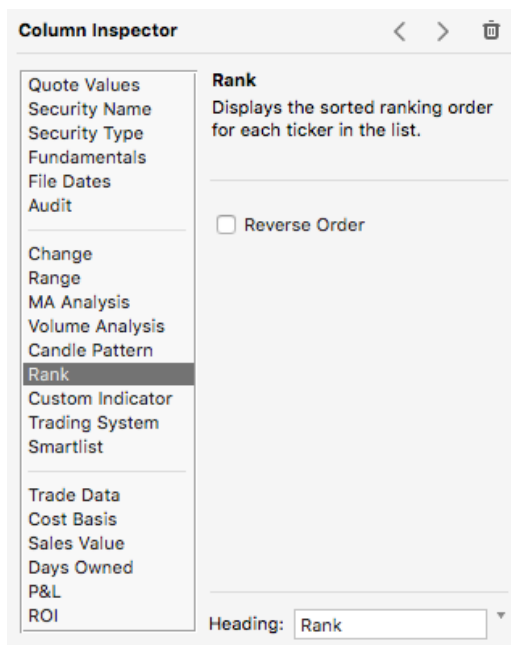 Column Inspector
Quote Values
Security Name
Security Type
Fundamentals
File Dates
Audit
Change
Range
MA Analysis
Volume Analysis
Candle Pattern
Rank
Custom Indicator
Trading System
Smartlist
Trade Data
Cost Basis
Sales Value
Days Owned
P&L
ROI
Rank
Displays the sorted ranking order
for each ticker in the list.
Reverse Order
Heading: Rank